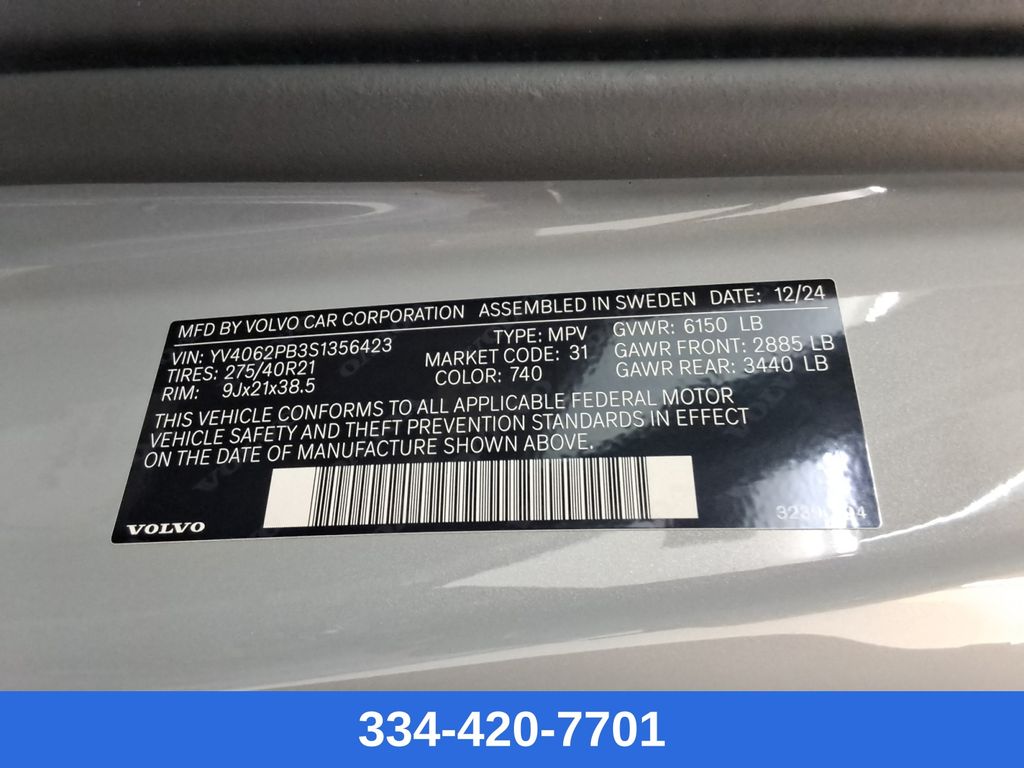 MFD BY VOLVO CAR CORPORATION ASSEMBLED IN SWEDEN DATE: 12/24
VIN: YV4062PB3S1356423 TYPE: MPV GVWR: 6150 LB
TIRES: 275/40R21 MARKET CODE: 31 GAWR FRONT: 2885 LB
RIM: 9Jx21x38.5 COLOR: 740 GAWR REAR: 3440 LB
THIS VEHICLE CONFORMS TO ALL APPLICABLE FEDERAL MOTOR
VEHICLE SAFETY AND THEFT PREVENTION STANDARDS IN EFFECT
ON THE DATE OF MANUFACTURE SHOWN ABOVE.
VOLVO
334-420-7701